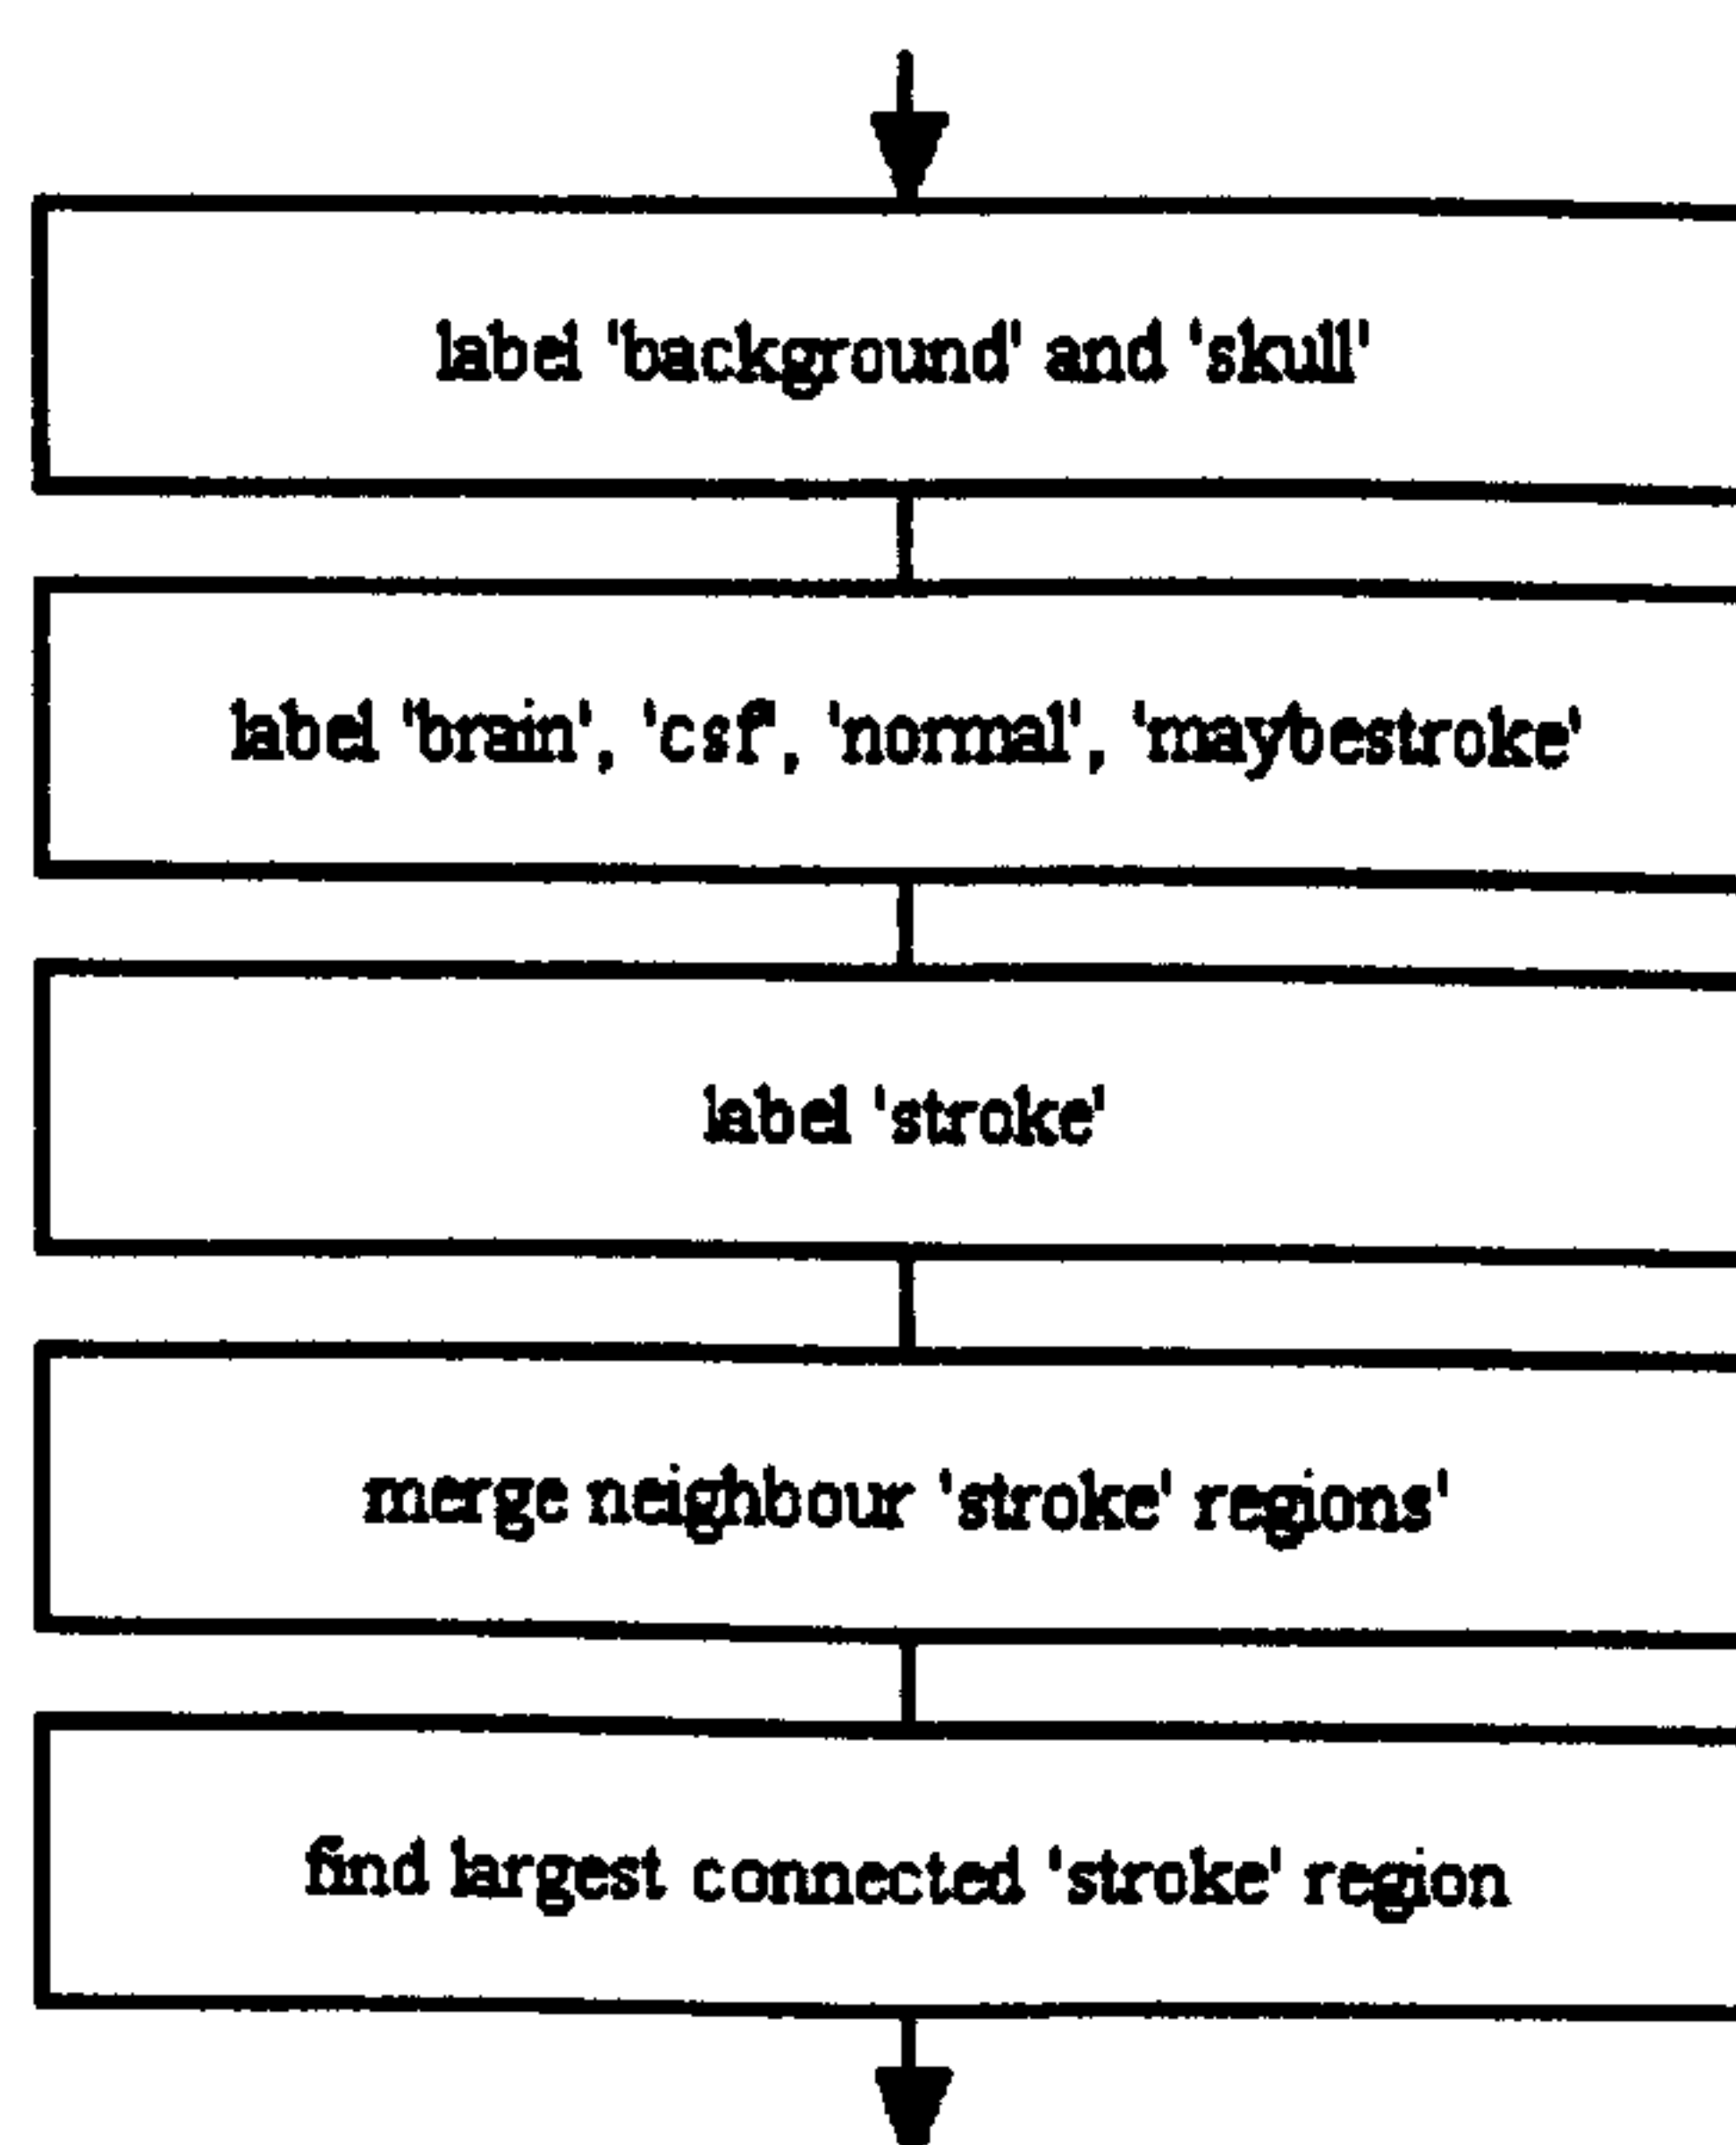 label 'background' and 'skull'
label 'brain', 'csf', 'normal', 'maybestroke'
label 'stroke'
merge neighbour 'stroke' regions'
find largest connected 'stroke' region